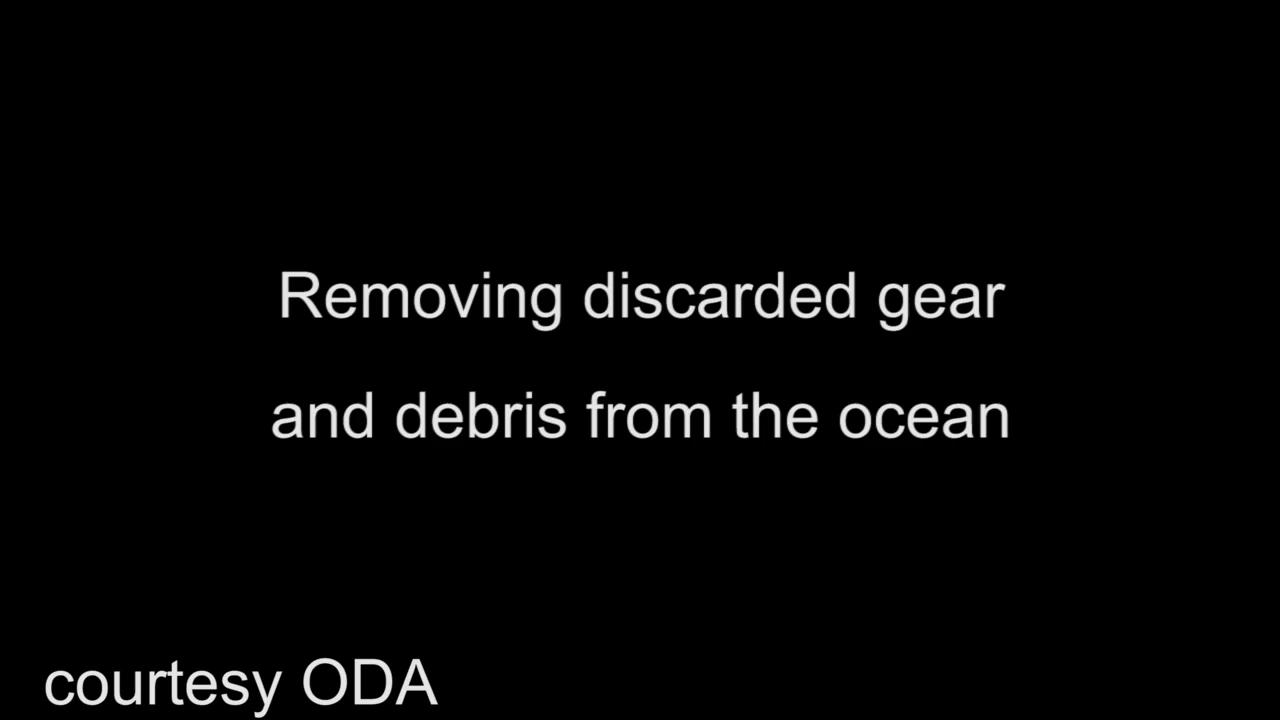 Removing discarded gear
and debris from the ocean
courtesy ODA